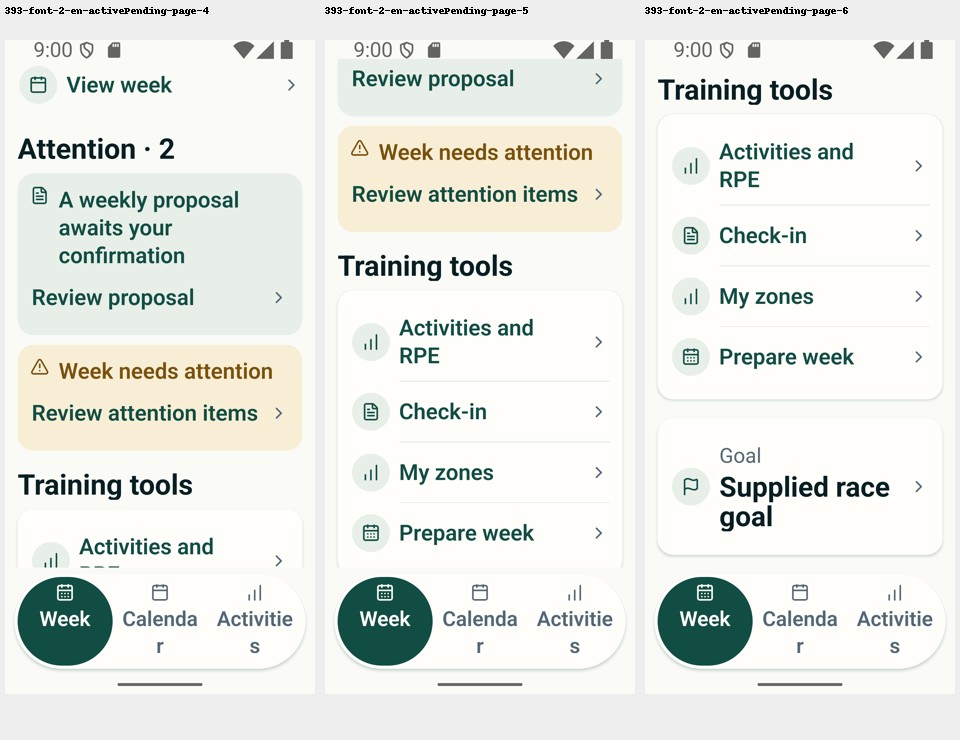 393-font-2-en-activePending-page-4
9:00
View week
Attention · 2
A weekly proposal
awaits your
confirmation
Review proposal
Week needs attention
Review attention items
Training tools
Activities and
RPE
Week
Calenda
r
Activitie
s
393-font-2-en-activePending-page-5
9:00
Review proposal
Week needs attention
Review attention items
Training tools
Activities and
RPE
Check-in
My zones
Prepare week
Week
Calenda
r
Activitie
s
393-font-2-en-activePending-page-6
9:00
Training tools
Activities and
RPE
Check-in
My zones
Prepare week
Goal
Supplied race
goal
Week
Calenda
r
Activitie
s